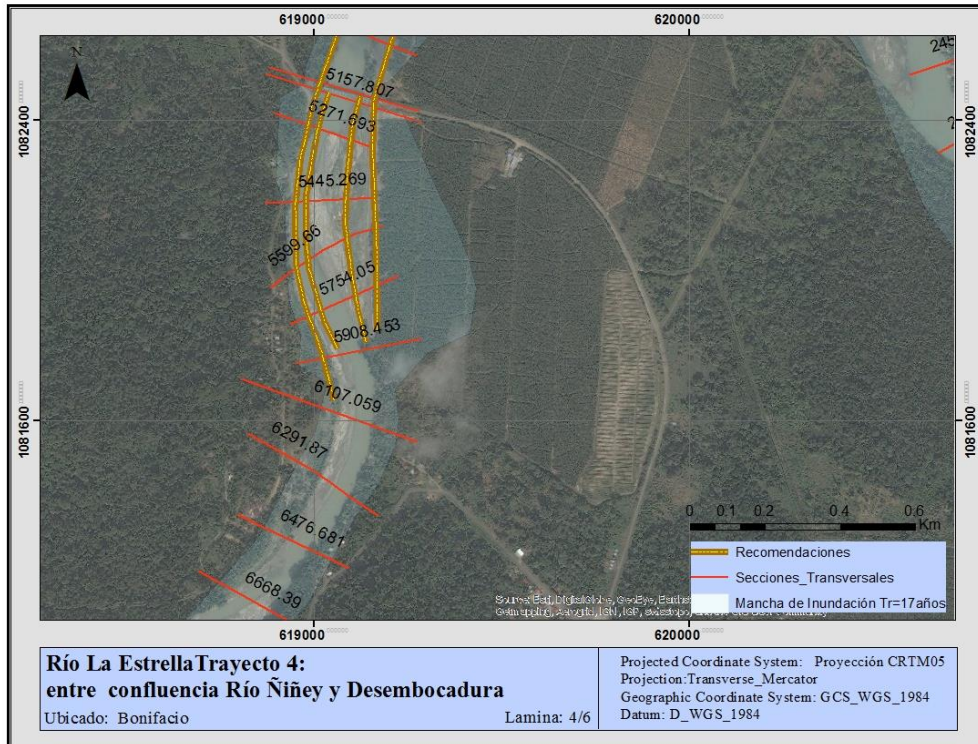 619000
620000
N
1082400
1082400
5157.807
5271.693
5445.269
5599.66
5754.05
5908.453
6107.059
6291.87
6476.681
6668.39
1081600
1081600
0 0.1 0.2 0.4 0.6
Km
Recomendaciones
Secciones_Transversales
Mancha de Inundación Tr=17años
619000
620000
Río La EstrellaTrayecto 4:
entre confluencia Río Ñiñey y Desembocadura
Ubicado: Bonifacio
Lamina: 4/6
Projected Coordinate System: Proyección CRTM05
Projection:Transverse_Mercator
Geographic Coordinate System: GCS_WGS_1984
Datum: D_WGS_1984